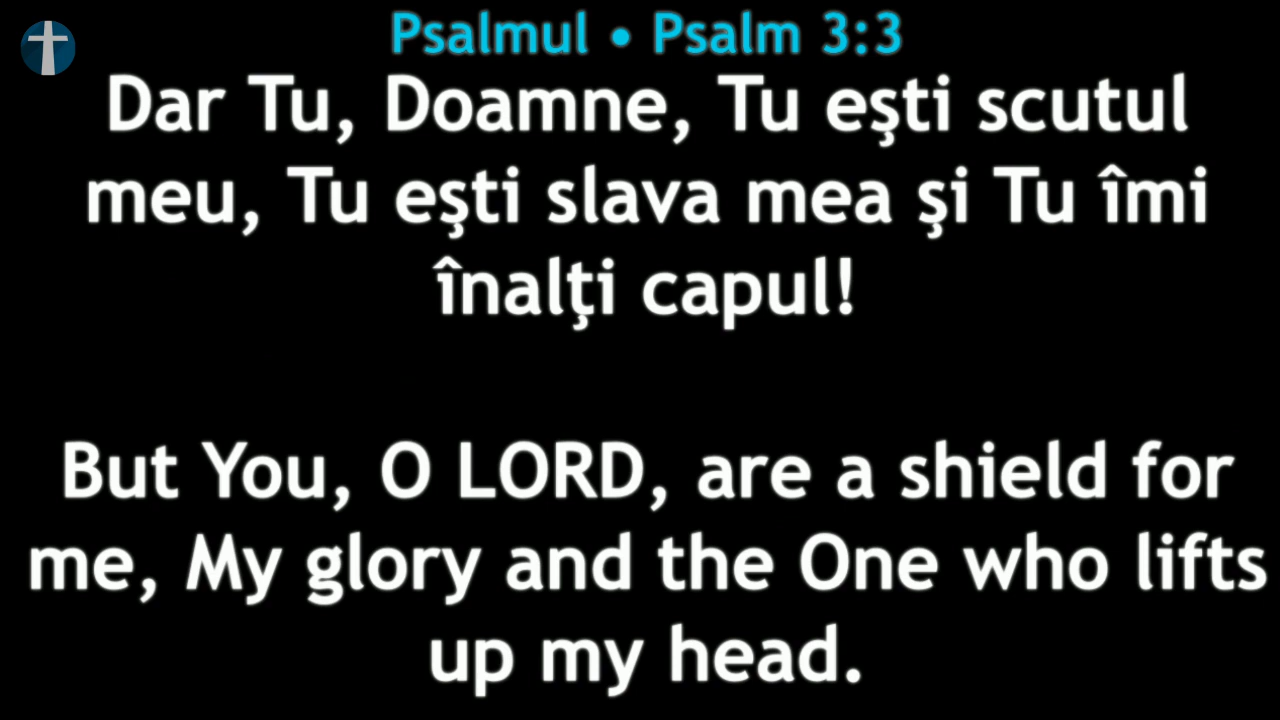 Psalmul • Psalm 3:3
Dar Tu, Doamne, Tu eşti scutul
meu, Tu eşti slava mea şi Tu îmi
înalţi capul!
But You, O LORD, are a shield for
me, My glory and the One who lifts
up my head.